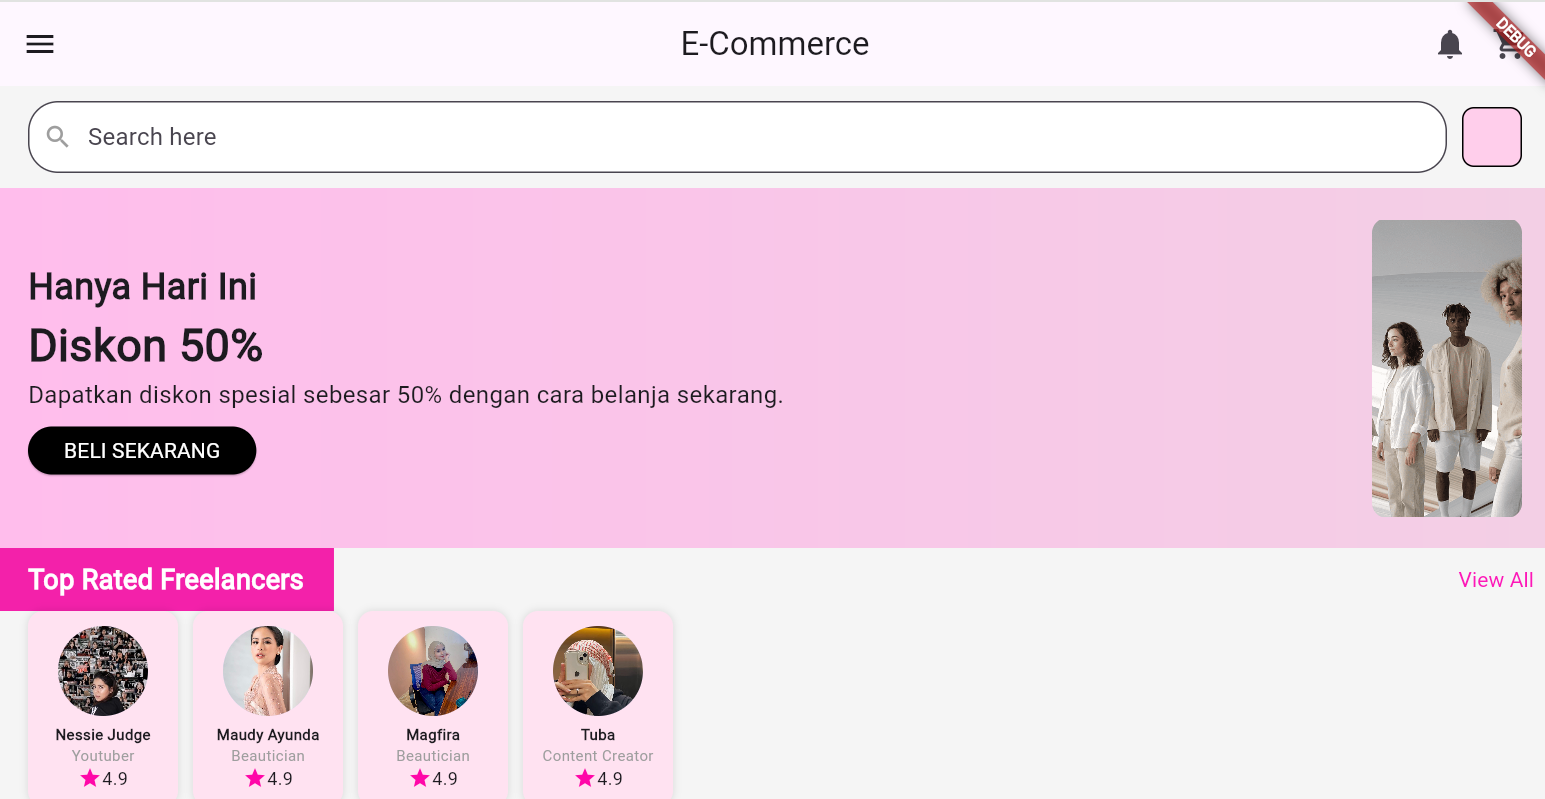 E-Commerce
DEBUG
Search here
Hanya Hari Ini
Diskon 50%
Dapatkan diskon spesial sebesar 50% dengan cara belanja sekarang.
BELI SEKARANG
Top Rated Freelancers
View All
Nessie Judge
Youtuber
4.9
Maudy Ayunda
Beautician
4.9
Magfira
Beautician
4.9
Tuba
Content Creator
4.9